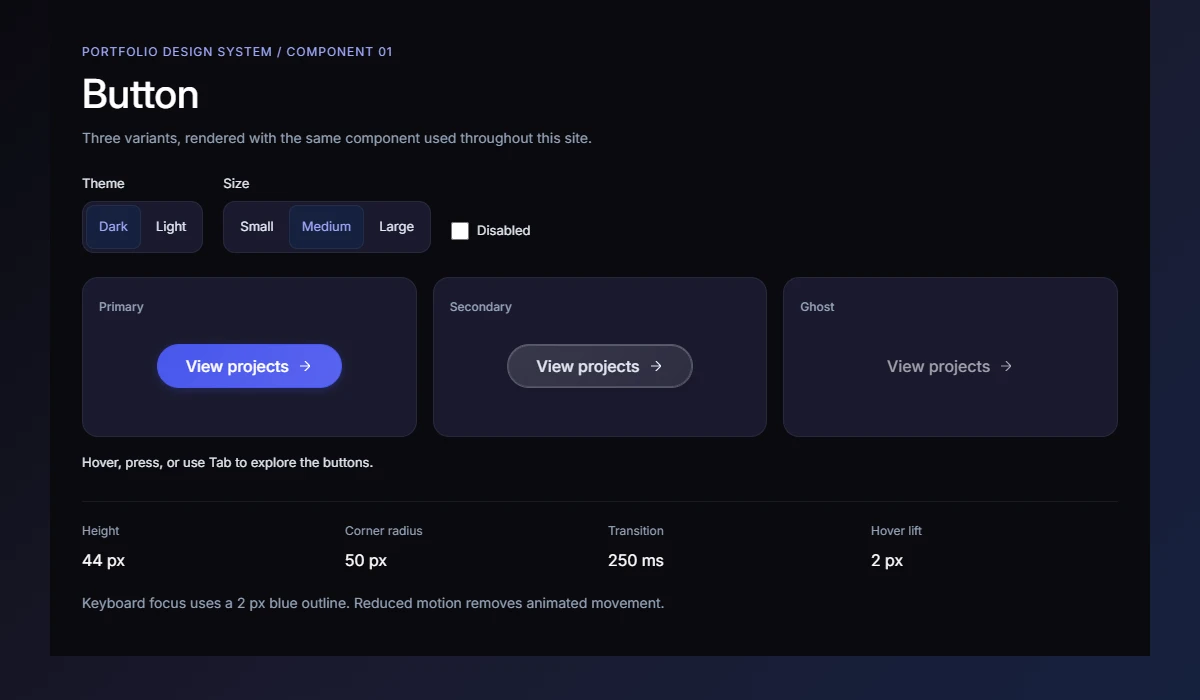 PORTFOLIO DESIGN SYSTEM / COMPONENT 01
Button
Three variants, rendered with the same component used throughout this site.
Theme
Size
Dark
Light
Small
Medium
Large
Disabled
Primary
Secondary
Ghost
View projects →
View projects →
View projects →
Hover, press, or use Tab to explore the buttons.
Height
Corner radius
Transition
Hover lift
44 px
50 px
250 ms
2 px
Keyboard focus uses a 2 px blue outline. Reduced motion removes animated movement.